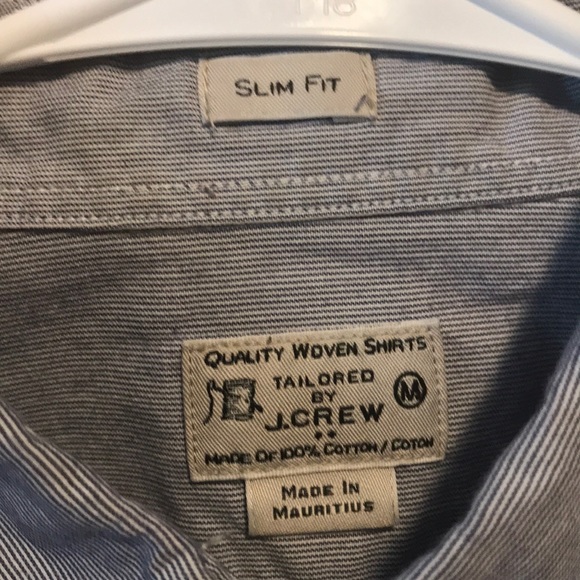 SLIM FIT
QUALITY WOVEN SHIRTS
TAILORED
BY
J.CREW
M
MADE OF 100% COTTON / COTON
MADE IN
MAURITIUS